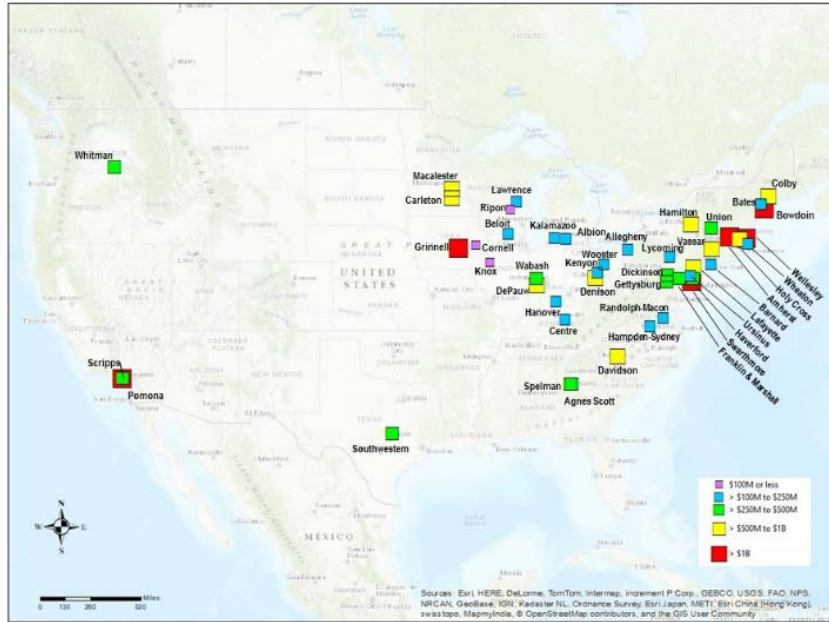 Whitman
Macalester
Carleton
Lawrence
Ripon
Beloit
Grinnell
Cornell
Knox
Kalamazoo
Albion
Allegheny
Lycoming
Hamilton
Union
Vassar
Colby
Bates
Bowdoin
Wooster
Kenyon
Denison
Wabash
DePauw
Hanover
Centre
Dickinson
Gettysburg
Randolph-Macon
Hampden-Sydney
Davidson
Spelman
Agnes Scott
Scripps
Pomona
Southwestern
Wellesley
Wheaton
Holy Cross
Amherst
Barnard
Lafayette
Ursinus
Haverford
Swarthmore
Franklin & Marshall
UNITED
STATES
MÉXICO
MONTANA
NEVADA
TEXAS
N
W E
S
Miles
0 130 260 520
$100M or less
> $100M to $250M
> $250M to $500M
> $500M to $1B
> $1B
Sources: Esri, HERE, DeLorme, TomTom, Intermap, increment P Corp., GEBCO, USGS, FAO, NPS,
NRCAN, GeoBase, IGN, Kadaster NL, Ordnance Survey, Esri Japan, METI, Esri China (Hong Kong),
swisstopo, MapmyIndia, © OpenStreetMap contributors, and the GIS User Community